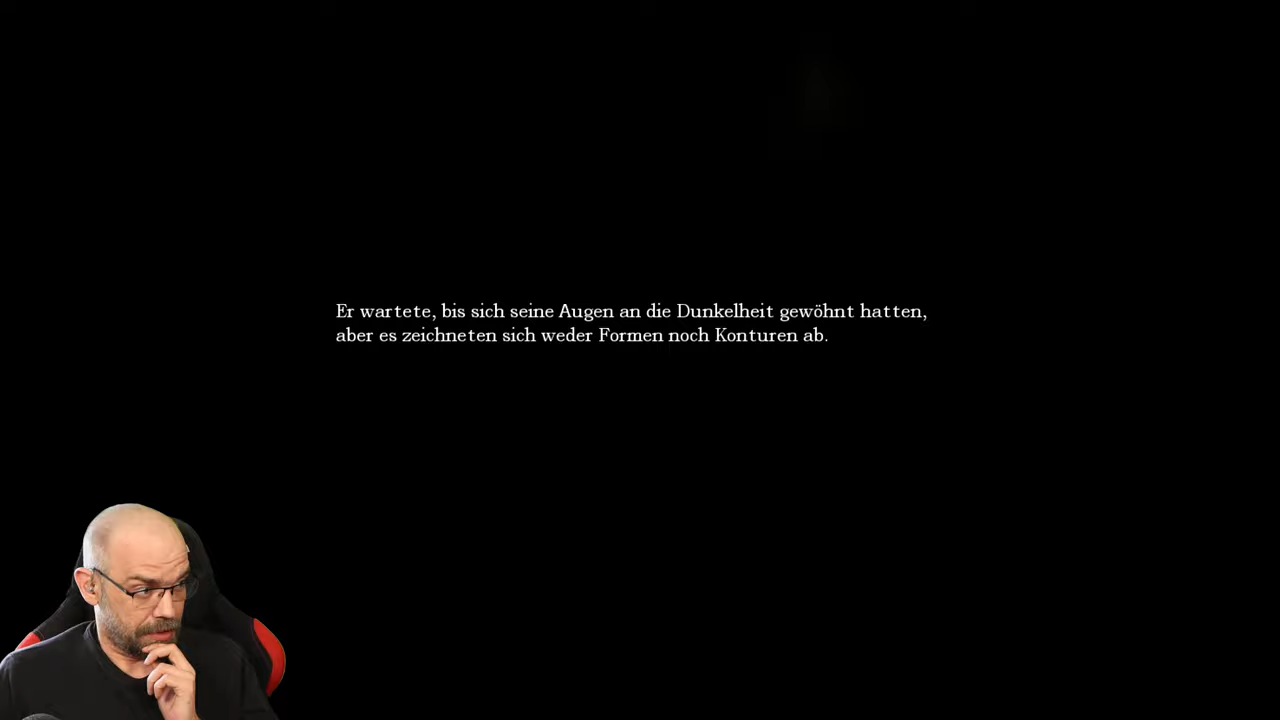 Er wartete, bis sich seine Augen an die Dunkelheit gewöhnt hatten,
aber es zeichneten sich weder Formen noch Konturen ab.